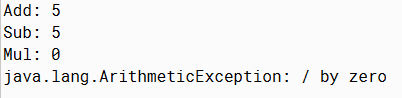 Add: 5
Sub: 5
Mul: 0
java.lang.ArithmeticException: / by zero